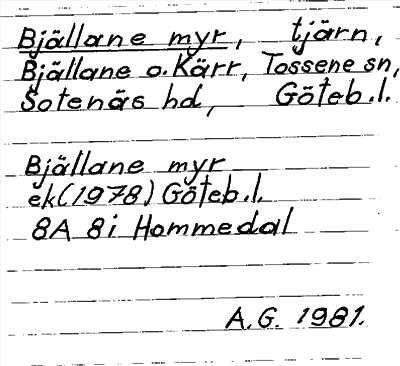 Bjällane myr, tjärn,
Bjällane o. Kärr, Tossene sn,
Sotenäs hd, Göteb.l.
Bjällane myr
ek(1978) Göteb.l.
8A 8i Hommedal
A.G. 1981.